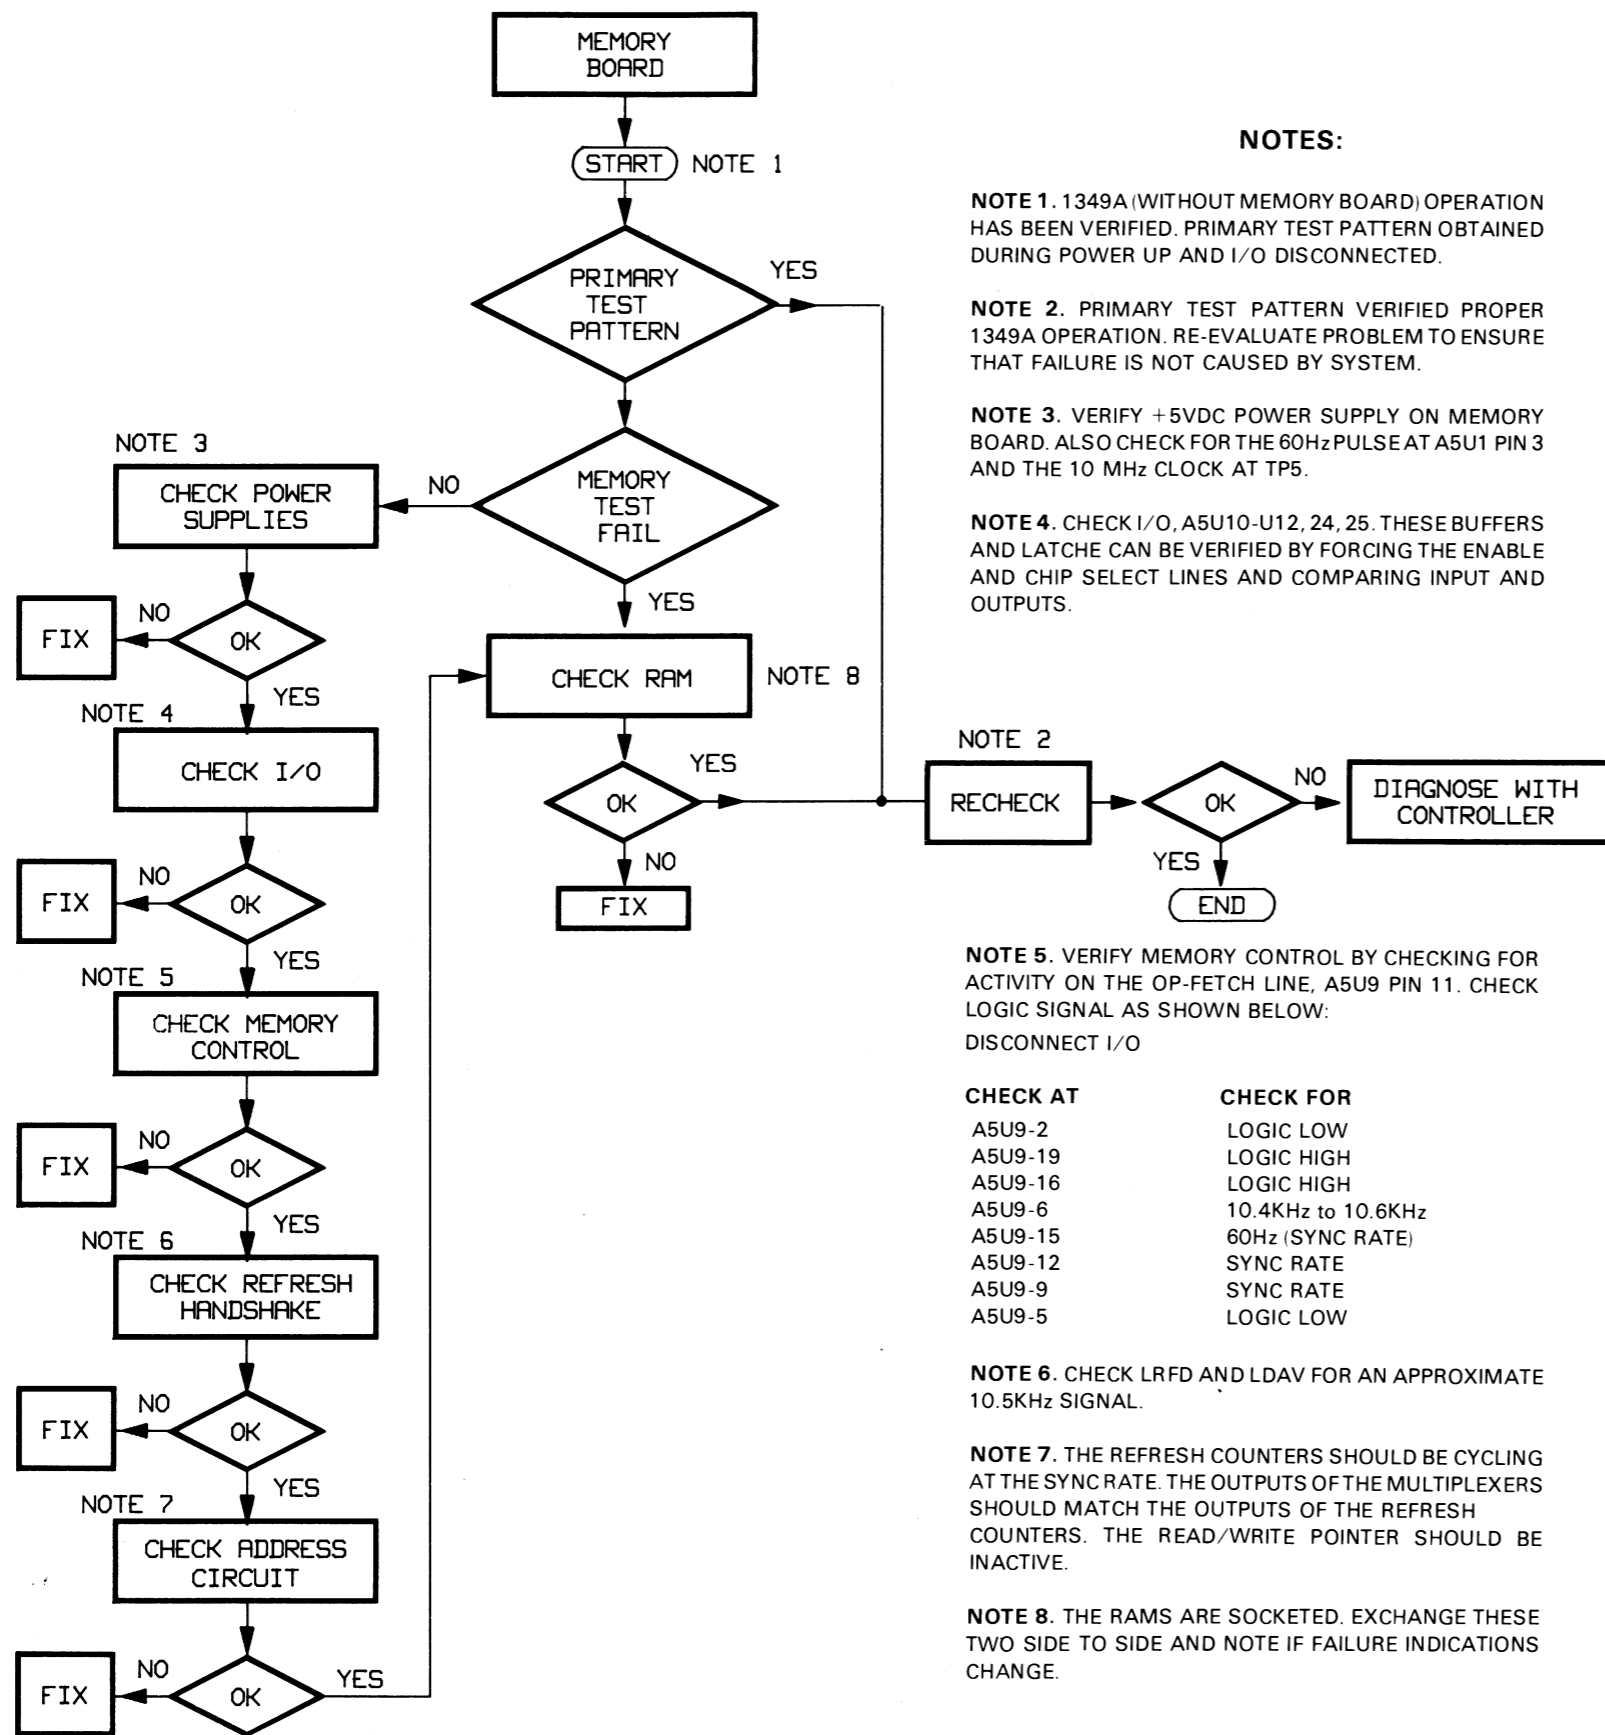 MEMORY
BOARD
START
NOTE 1
PRIMARY
TEST
PATTERN
YES
MEMORY
TEST
FAIL
NO
YES
NOTE 3
CHECK POWER
SUPPLIES
OK
NO
FIX
YES
NOTE 4
CHECK I/O
OK
NO
FIX
YES
NOTE 5
CHECK MEMORY
CONTROL
OK
NO
FIX
YES
NOTE 6
CHECK REFRESH
HANDSHAKE
OK
NO
FIX
YES
NOTE 7
CHECK ADDRESS
CIRCUIT
OK
NO
FIX
YES
CHECK RAM
NOTE 8
OK
YES
NO
FIX
NOTE 2
RECHECK
OK
NO
DIAGNOSE WITH
CONTROLLER
YES
END
NOTES:
NOTE 1. 1349A (WITHOUT MEMORY BOARD) OPERATION
HAS BEEN VERIFIED. PRIMARY TEST PATTERN OBTAINED
DURING POWER UP AND I/O DISCONNECTED.
NOTE 2. PRIMARY TEST PATTERN VERIFIED PROPER
1349A OPERATION. RE-EVALUATE PROBLEM TO ENSURE
THAT FAILURE IS NOT CAUSED BY SYSTEM.
NOTE 3. VERIFY +5VDC POWER SUPPLY ON MEMORY
BOARD. ALSO CHECK FOR THE 60Hz PULSE AT A5U1 PIN 3
AND THE 10 MHz CLOCK AT TP5.
NOTE 4. CHECK I/O, A5U10-U12, 24, 25. THESE BUFFERS
AND LATCHE CAN BE VERIFIED BY FORCING THE ENABLE
AND CHIP SELECT LINES AND COMPARING INPUT AND
OUTPUTS.
NOTE 5. VERIFY MEMORY CONTROL BY CHECKING FOR
ACTIVITY ON THE OP-FETCH LINE, A5U9 PIN 11. CHECK
LOGIC SIGNAL AS SHOWN BELOW:
DISCONNECT I/O
CHECK AT CHECK FOR
A5U9-2 LOGIC LOW
A5U9-19 LOGIC HIGH
A5U9-16 LOGIC HIGH
A5U9-6 10.4KHz to 10.6KHz
A5U9-15 60Hz (SYNC RATE)
A5U9-12 SYNC RATE
A5U9-9 SYNC RATE
A5U9-5 LOGIC LOW
NOTE 6. CHECK LRFD AND LDAV FOR AN APPROXIMATE
10.5KHz SIGNAL.
NOTE 7. THE REFRESH COUNTERS SHOULD BE CYCLING
AT THE SYNC RATE. THE OUTPUTS OF THE MULTIPLEXERS
SHOULD MATCH THE OUTPUTS OF THE REFRESH
COUNTERS. THE READ/WRITE POINTER SHOULD BE
INACTIVE.
NOTE 8. THE RAMS ARE SOCKETED. EXCHANGE THESE
TWO SIDE TO SIDE AND NOTE IF FAILURE INDICATIONS
CHANGE.